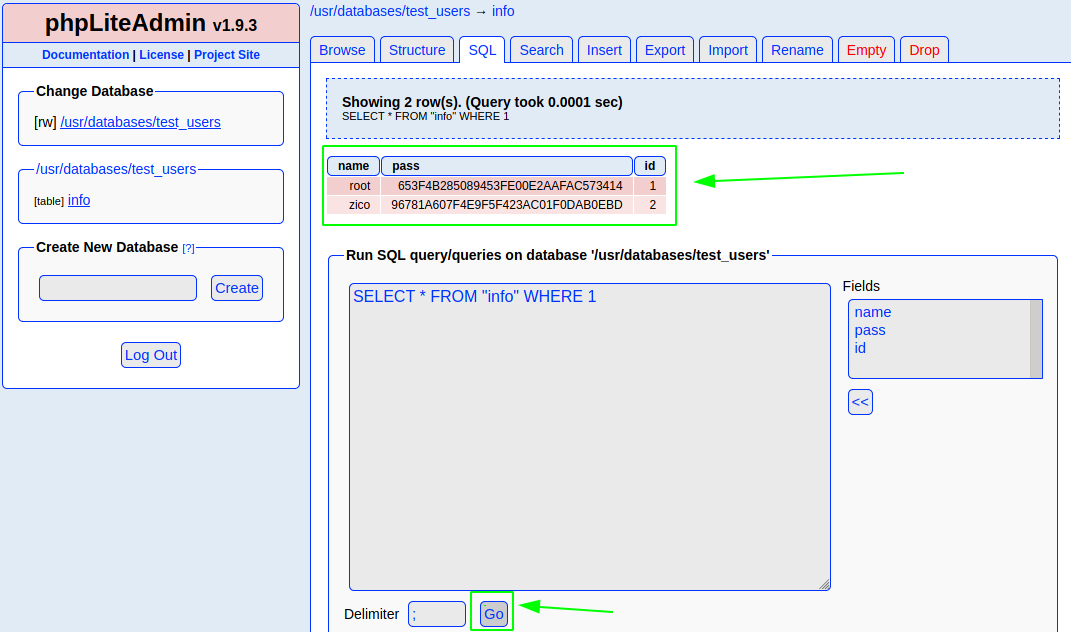 phpLiteAdmin v1.9.3
Documentation | License | Project Site
Change Database
[rw] /usr/databases/test_users
/usr/databases/test_users
[table] info
Create New Database [?]
Create
Log Out
/usr/databases/test_users → info
Browse Structure SQL Search Insert Export Import Rename Empty Drop
Showing 2 row(s). (Query took 0.0001 sec)
SELECT * FROM "info" WHERE 1
name pass id
root 653F4B285089453FE00E2AAFAC573414 1
zico 96781A607F4E9F5F423AC01F0DAB0EBD 2
Run SQL query/queries on database '/usr/databases/test_users'
SELECT * FROM "info" WHERE 1
Fields
name
pass
id
<<
Delimiter ; Go